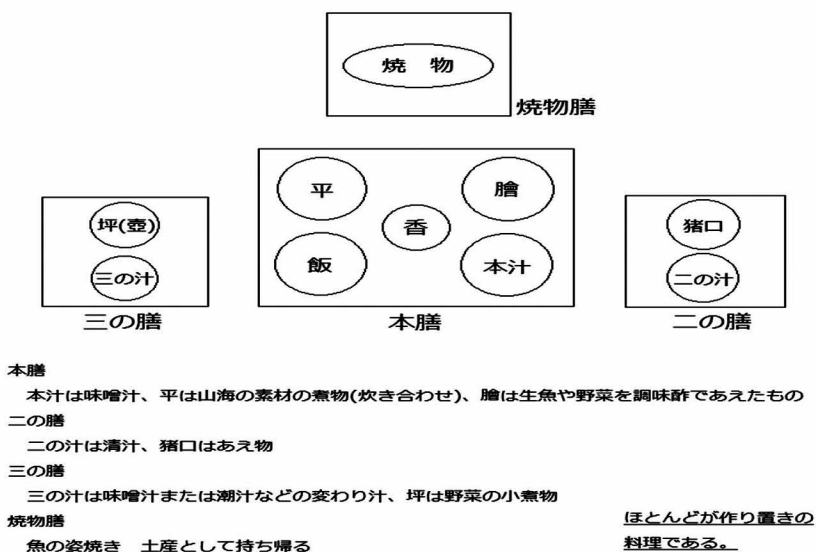 焼 物
焼物膳
平
膾
香
飯
本汁
本膳
坪(壺)
三の汁
三の膳
猪口
二の汁
二の膳
本膳
本汁は味噌汁、平は山海の素材の煮物(炊き合わせ)、膾は生魚や野菜を調味酢であえたもの
二の膳
二の汁は清汁、猪口はあえ物
三の膳
三の汁は味噌汁または潮汁などの変わり汁、坪は野菜の小煮物
焼物膳
魚の姿焼き　土産として持ち帰る
ほとんどが作り置きの
料理である。